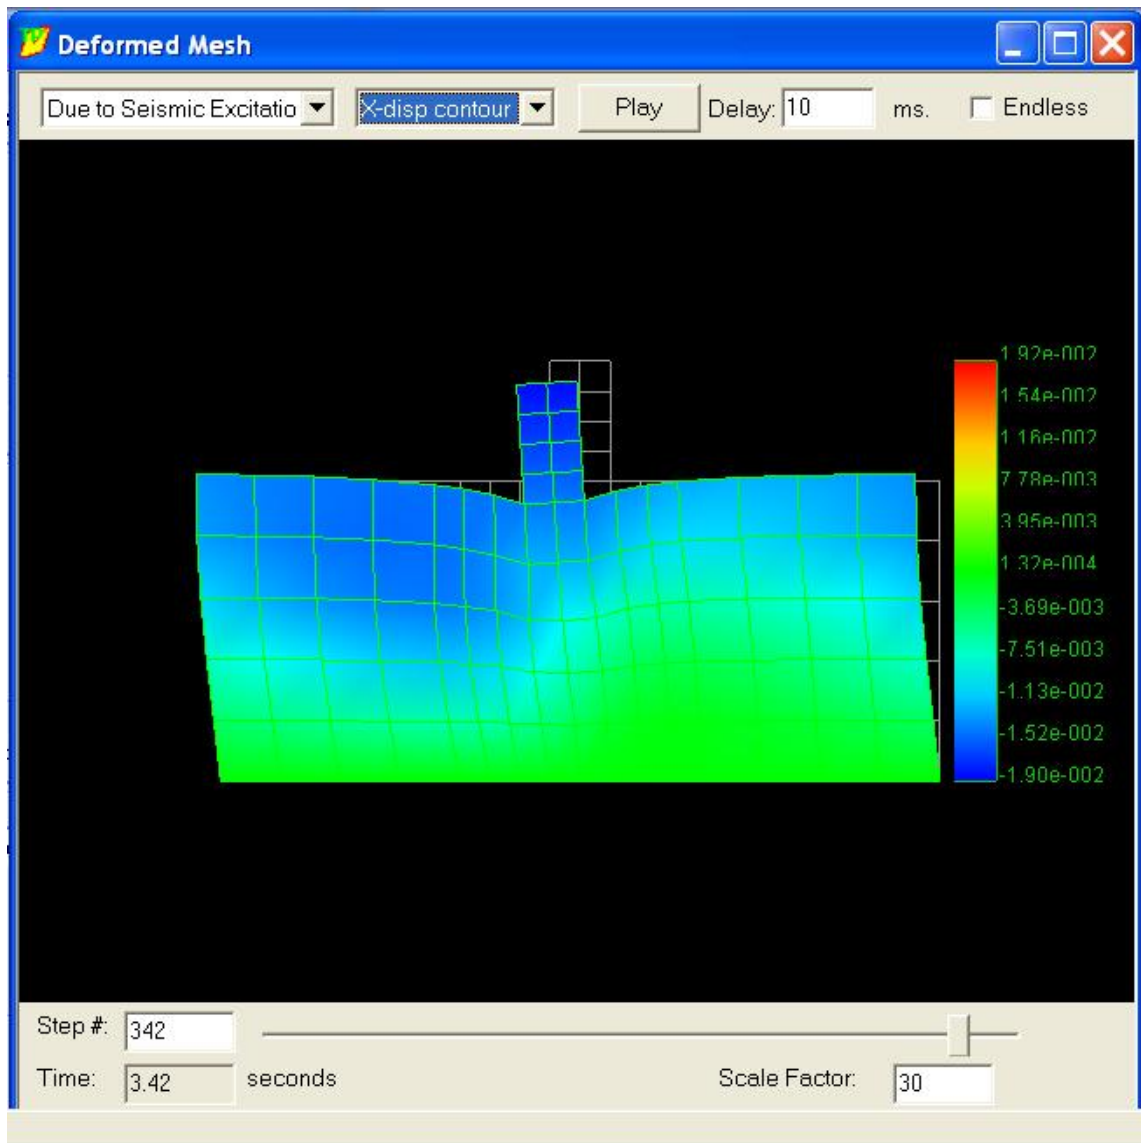 Deformed Mesh
Due to Seismic Excitatio X-disp contour Play Delay: 10 ms. Endless
1.92e-002
1.54e-002
1.16e-002
7.78e-003
3.95e-003
1.32e-004
-3.69e-003
-7.51e-003
-1.13e-002
-1.52e-002
-1.90e-002
Step #: 342
Time: 3.42 seconds Scale Factor: 30